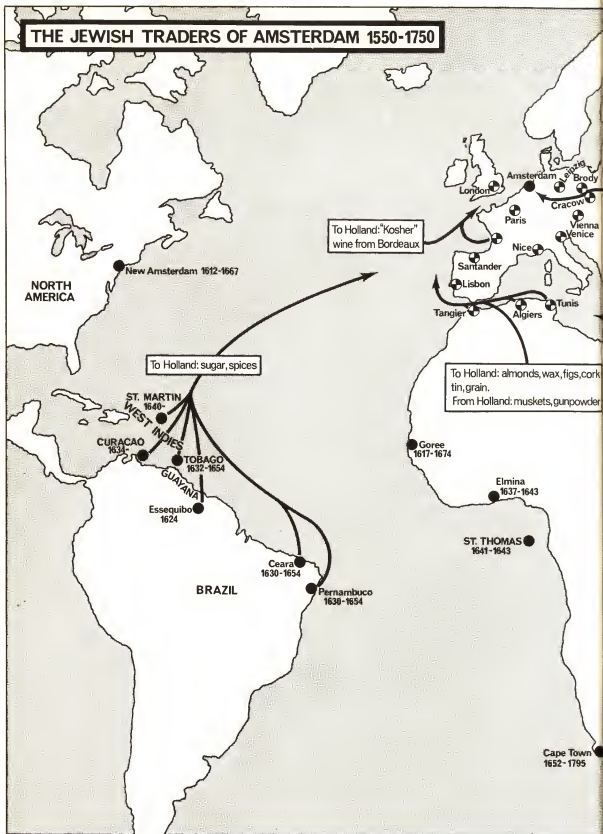 THE JEWISH TRADERS OF AMSTERDAM 1550-1750
London
Amsterdam
Leipzig
Brody
Cracow
Paris
Vienna
Venice
Nice
To Holland: "Kosher"
wine from Bordeaux
Santander
Lisbon
Tangier
Algiers
Tunis
New Amsterdam 1612-1667
NORTH
AMERICA
To Holland: sugar, spices
To Holland: almonds, wax, figs, cork
tin, grain.
From Holland: muskets, gunpowder
ST. MARTIN
1640-
WEST INDIES
CURACAO
1634-
TOBAGO
1632-1654
GUAYANA
Essequibo
1624
Goree
1617-1674
Elmina
1637-1643
ST. THOMAS
1641-1643
Ceara
1630-1654
BRAZIL
Pernambuco
1630-1654
Cape Town
1652-1795